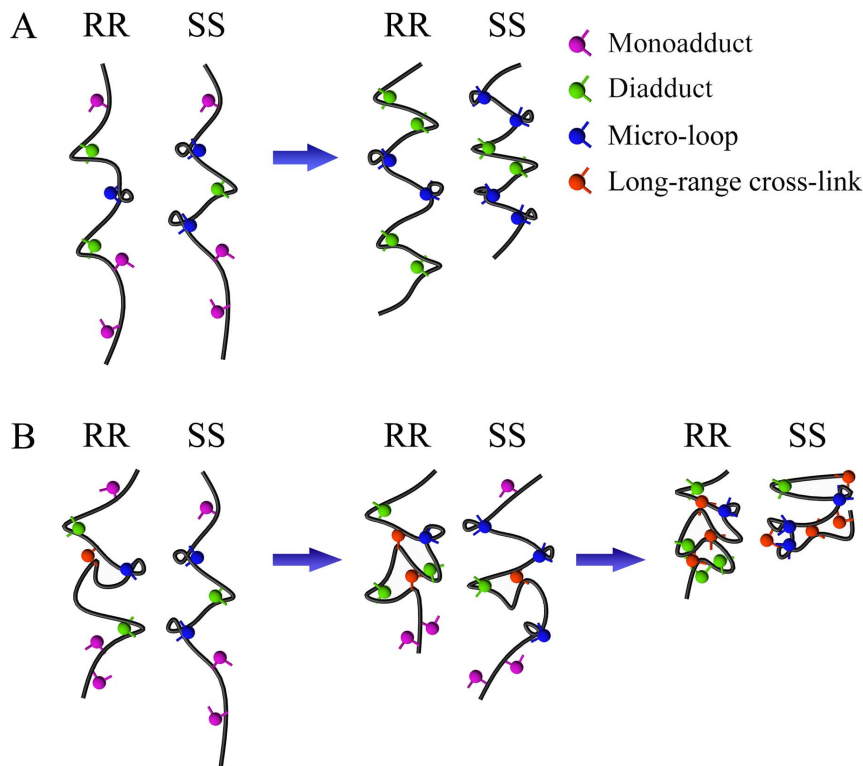 A
RR SS
RR SS
Monoadduct
Diadduct
Micro-loop
Long-range cross-link
B
RR SS
RR SS
RR SS